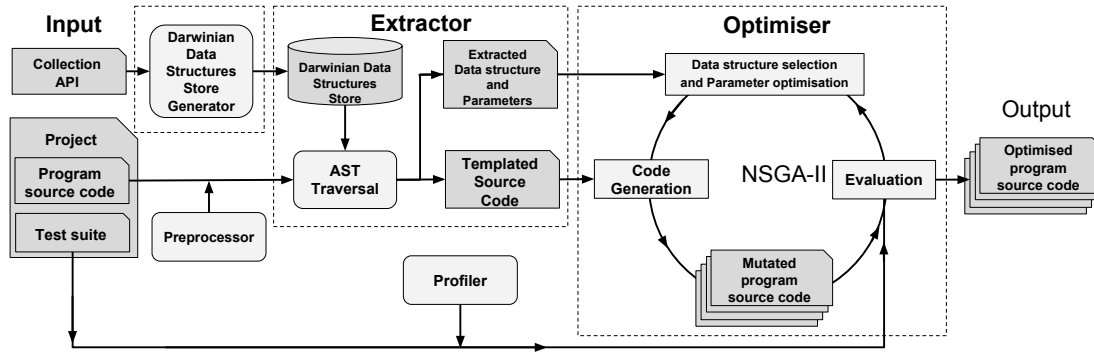 Input
Extractor
Optimiser
Collection
API
Darwinian
Data
Structures
Store
Generator
Darwinian Data
Structures
Store
Extracted
Data structure
and
Parameters
Data structure selection
and Parameter optimisation
Project
Program
source code
Test suite
Preprocessor
AST
Traversal
Templated
Source
Code
Code
Generation
NSGA-II
Evaluation
Output
Optimised
program
source code
Profiler
Mutated
program
source code